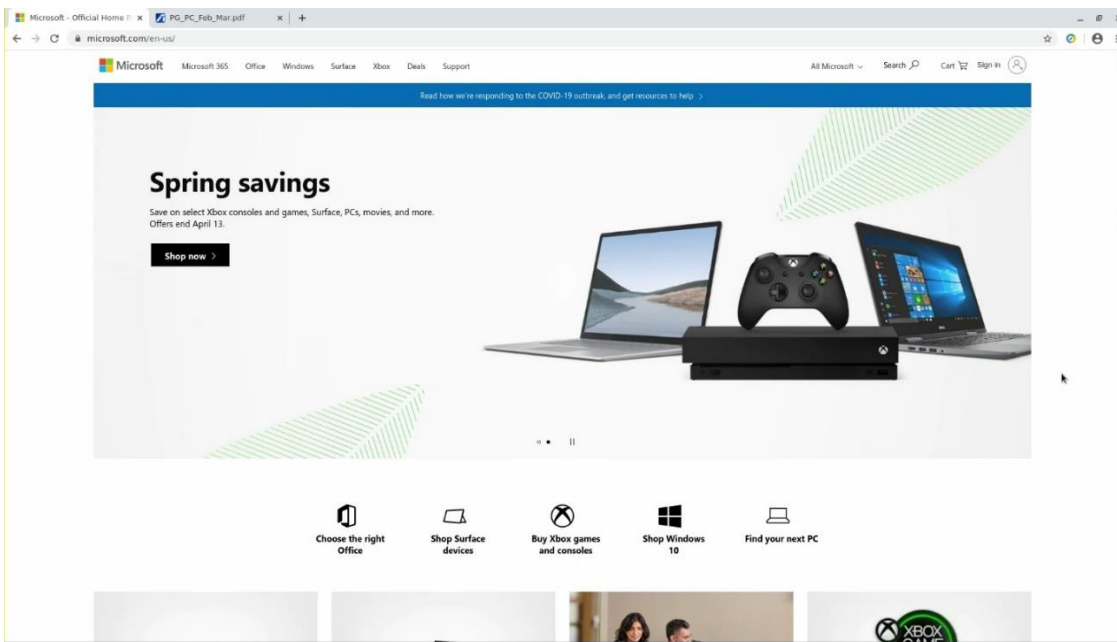 Microsoft - Official Home P
PG_PC_Feb_Mar.pdf
microsoft.com/en-us/
Microsoft Microsoft 365 Office Windows Surface Xbox Deals Support All Microsoft Search Cart Sign in
Read how we're responding to the COVID-19 outbreak, and get resources to help >
Spring savings
Save on select Xbox consoles and games, Surface, PCs, movies, and more.
Offers end April 13.
Shop now >
Choose the right
Office
Shop Surface
devices
Buy Xbox games
and consoles
Shop Windows
10
Find your next PC
XBOX
GAME